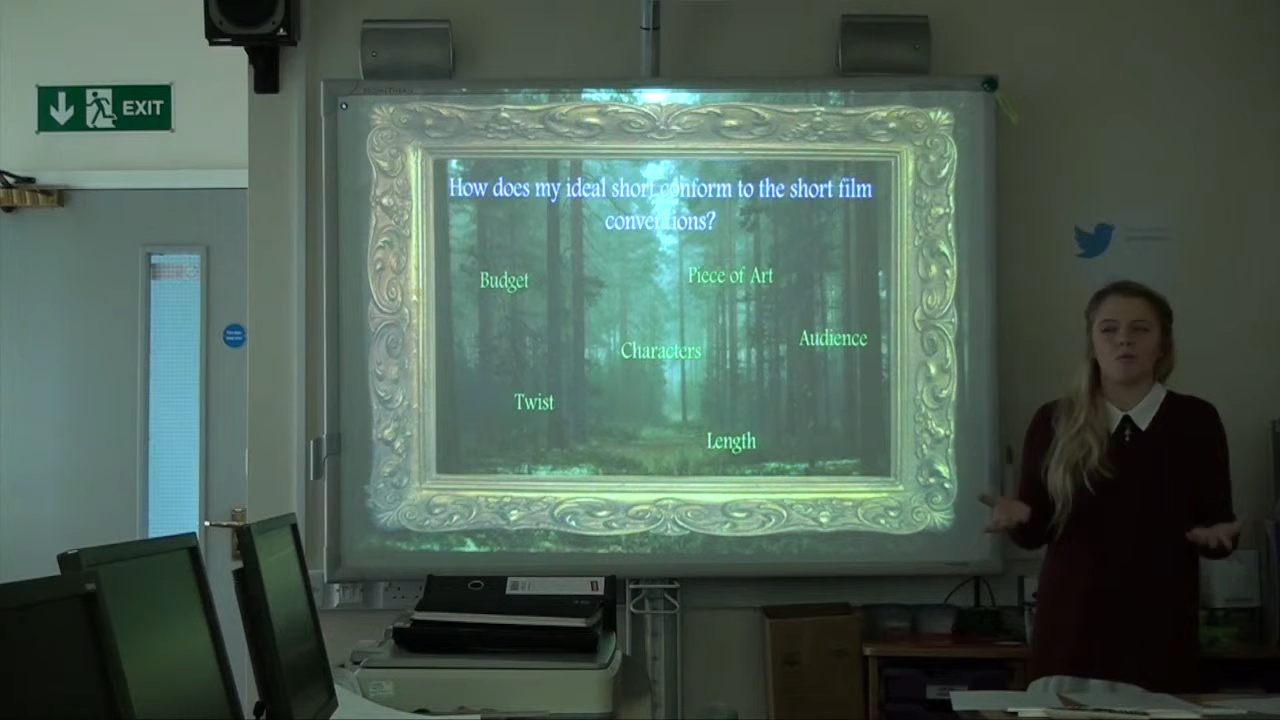 EXIT
How does my ideal short conform to the short film
conventions?
Budget
Piece of Art
Characters
Audience
Twist
Length